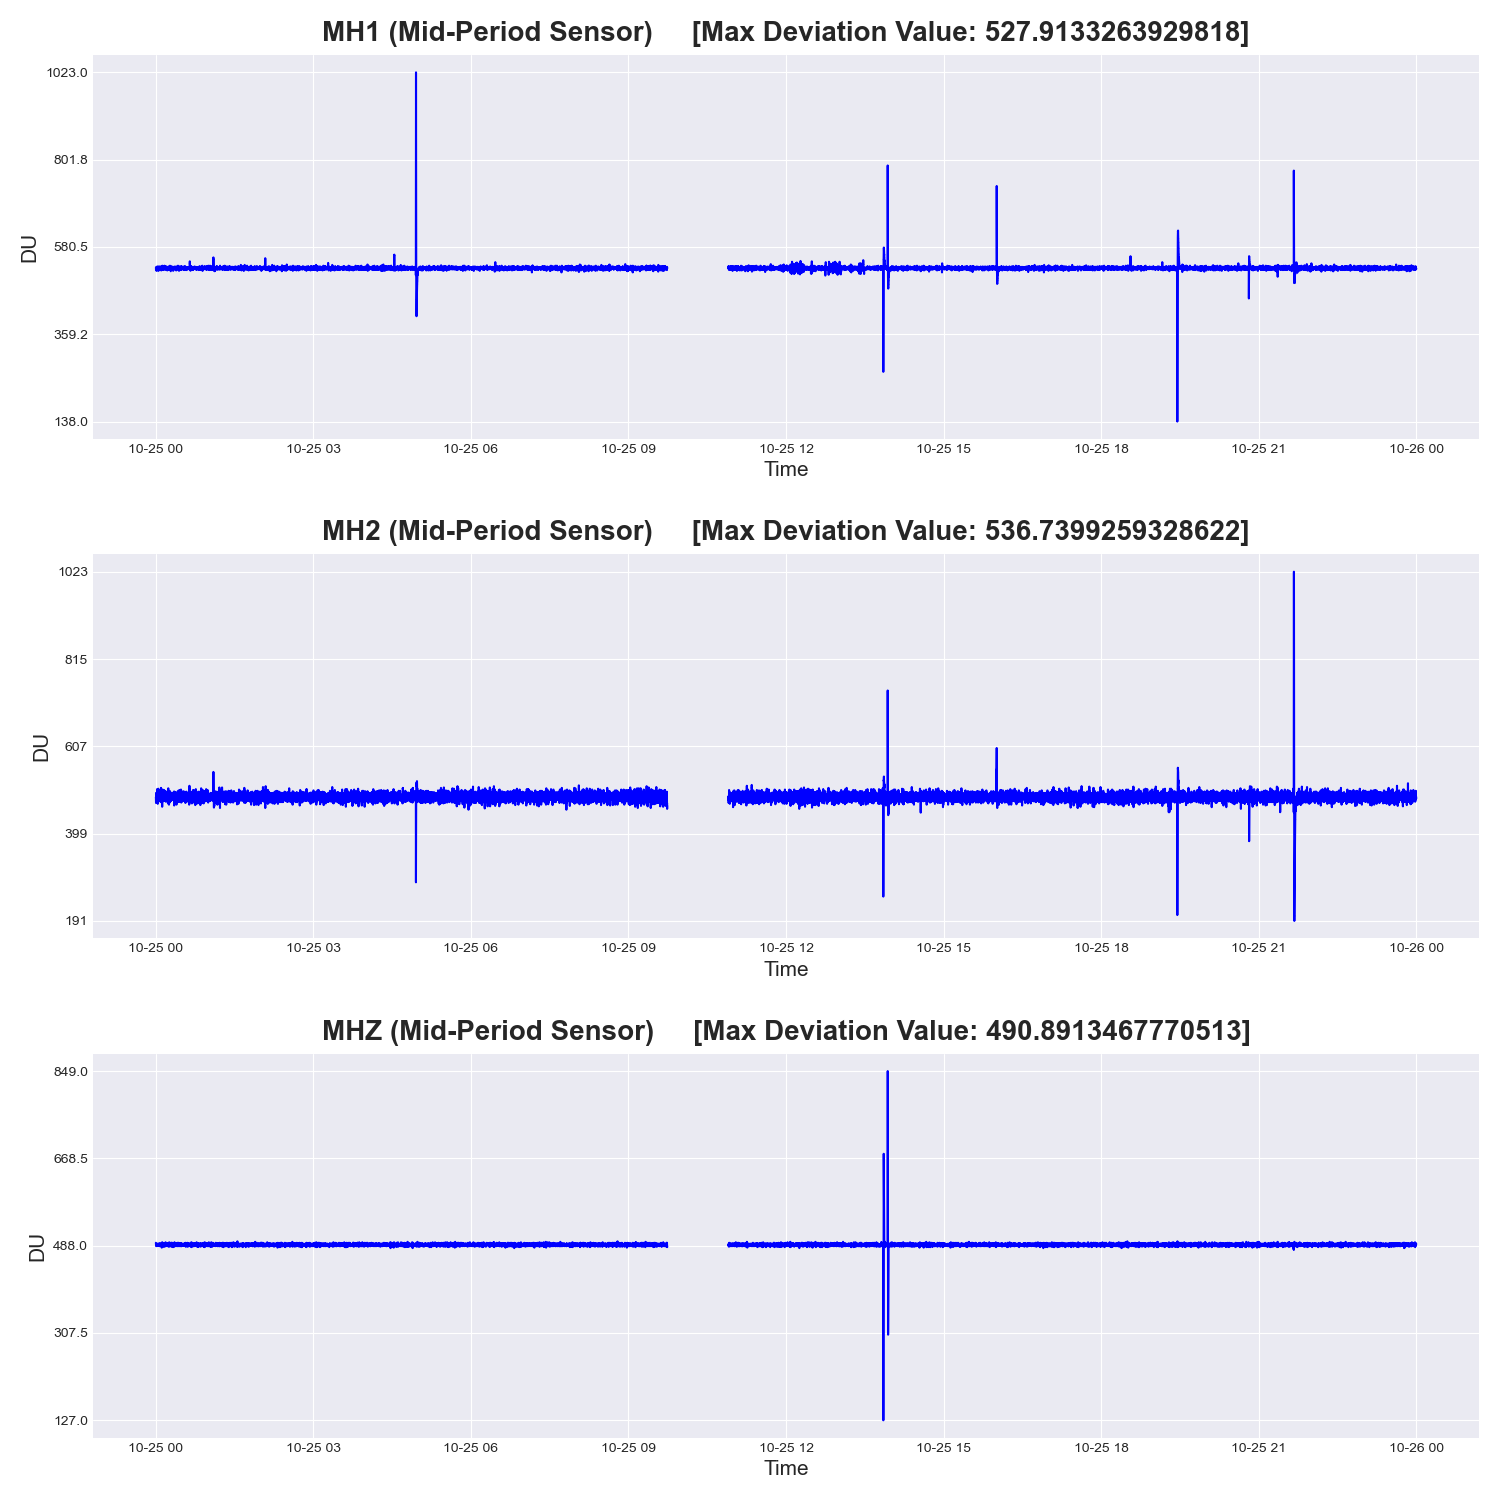 MH1 (Mid-Period Sensor) [Max Deviation Value: 527.9133263929818]
1023.0
801.8
580.5
359.2
138.0
DU
10-25 00 10-25 03 10-25 06 10-25 09 10-25 12 10-25 15 10-25 18 10-25 21 10-26 00
Time
MH2 (Mid-Period Sensor) [Max Deviation Value: 536.7399259328622]
1023
815
607
399
191
DU
10-25 00 10-25 03 10-25 06 10-25 09 10-25 12 10-25 15 10-25 18 10-25 21 10-26 00
Time
MHZ (Mid-Period Sensor) [Max Deviation Value: 490.8913467770513]
849.0
668.5
488.0
307.5
127.0
DU
10-25 00 10-25 03 10-25 06 10-25 09 10-25 12 10-25 15 10-25 18 10-25 21 10-26 00
Time